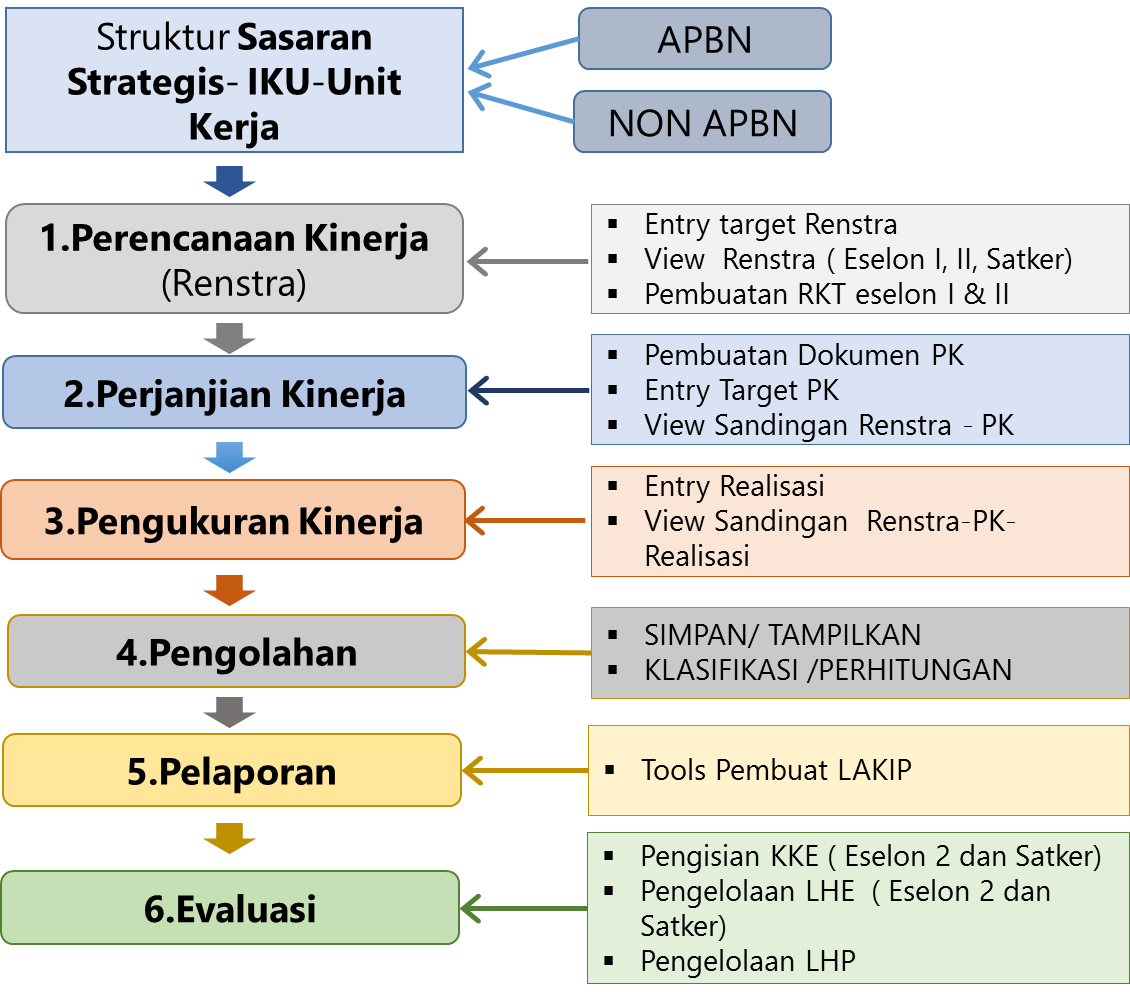 Struktur Sasaran
Strategis- IKU-Unit
Kerja
APBN
NON APBN
1.Perencanaan Kinerja
(Renstra)
▪ Entry target Renstra
▪ View Renstra ( Eselon I, II, Satker)
▪ Pembuatan RKT eselon I & II
2.Perjanjian Kinerja
▪ Pembuatan Dokumen PK
▪ Entry Target PK
▪ View Sandingan Renstra - PK
3.Pengukuran Kinerja
▪ Entry Realisasi
▪ View Sandingan Renstra-PK-
Realisasi
4.Pengolahan
▪ SIMPAN/ TAMPILKAN
▪ KLASIFIKASI /PERHITUNGAN
5.Pelaporan
▪ Tools Pembuat LAKIP
6.Evaluasi
▪ Pengisian KKE ( Eselon 2 dan Satker)
▪ Pengelolaan LHE ( Eselon 2 dan
Satker)
▪ Pengelolaan LHP